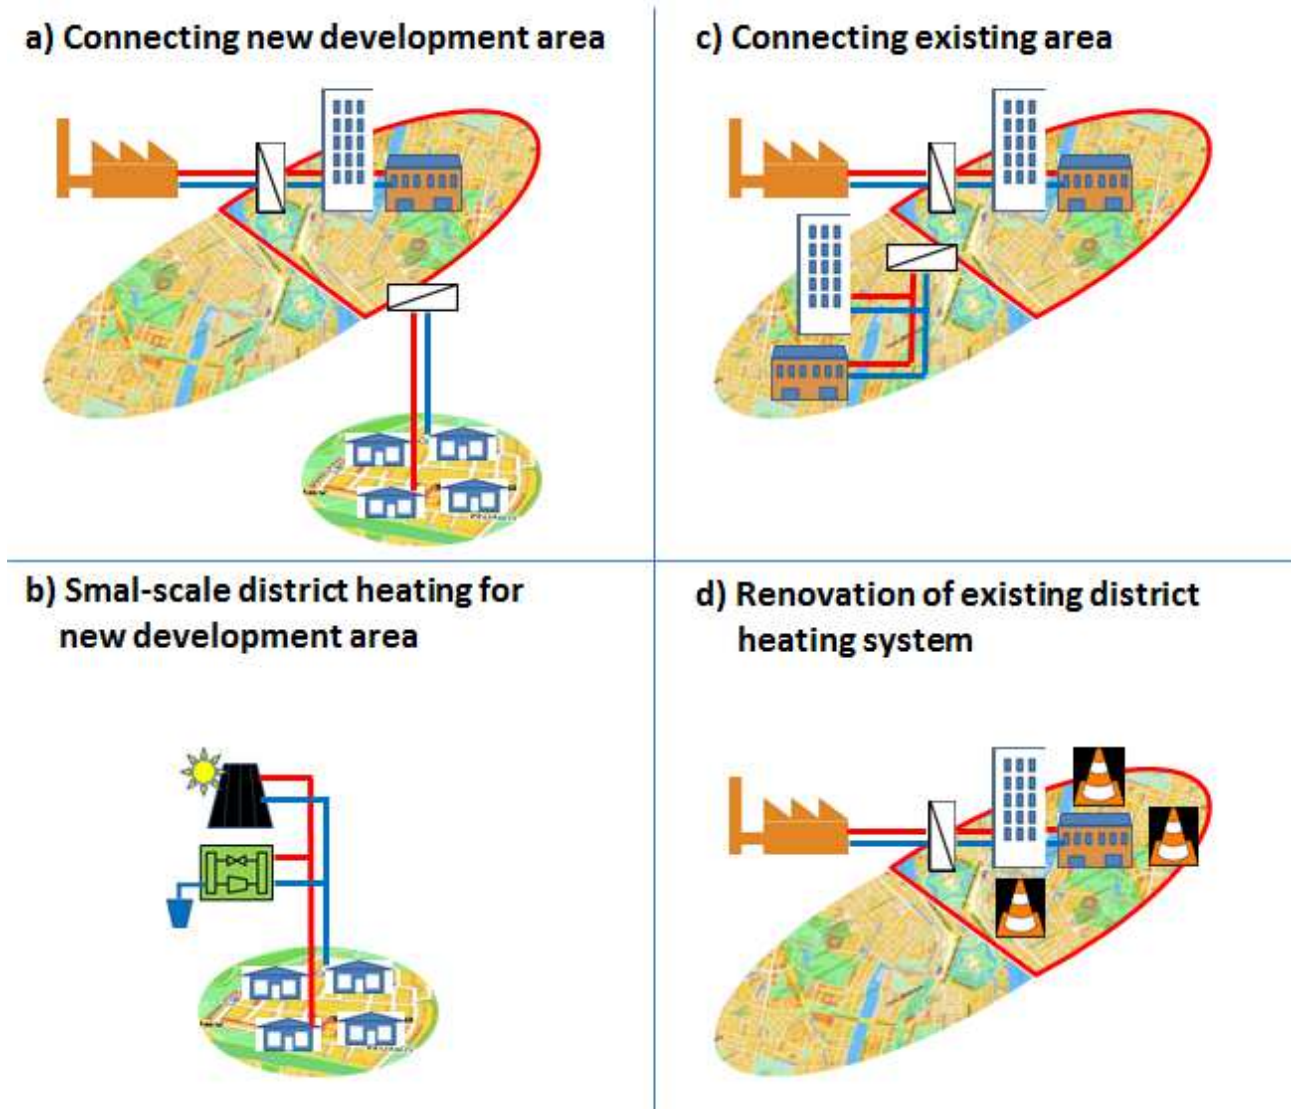 a) Connecting new development area
c) Connecting existing area
b) Smal-scale district heating for
new development area
d) Renovation of existing district
heating system